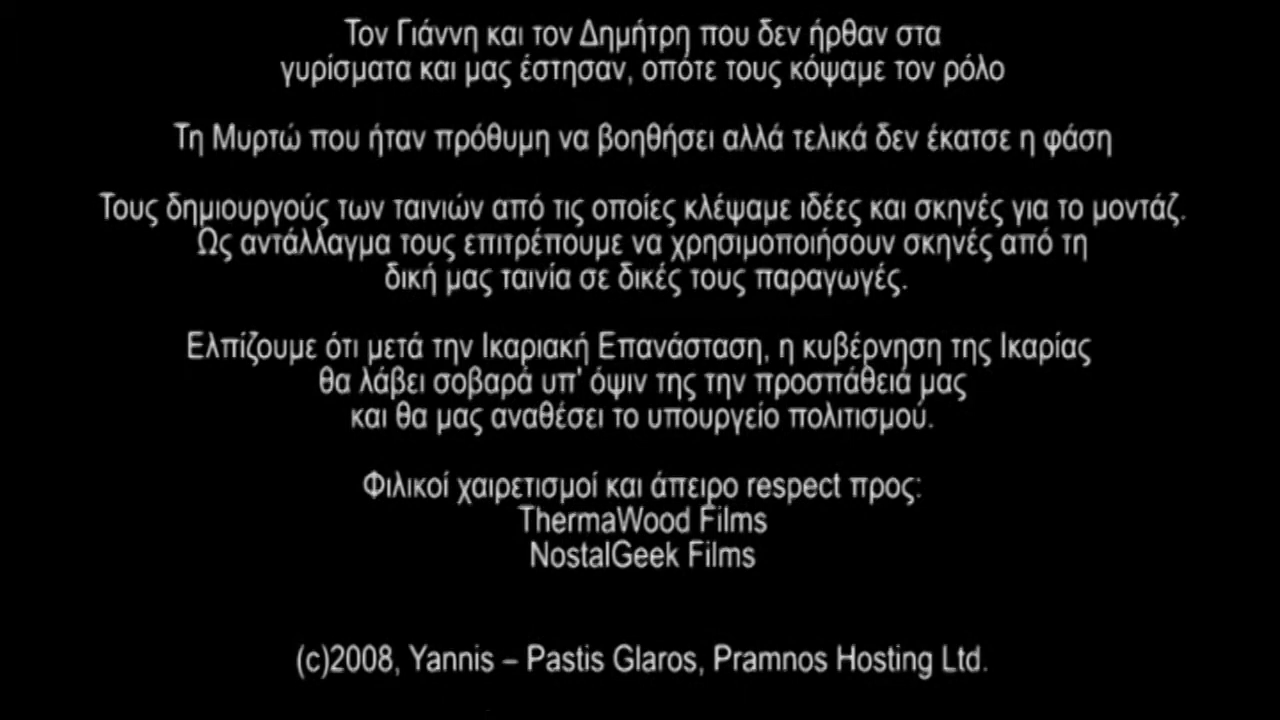 Τον Γιάννη και τον Δημήτρη που δεν ήρθαν στα
γυρίσματα και μας έστησαν, οπότε τους κόψαμε τον ρόλο
Τη Μυρτώ που ήταν πρόθυμη να βοηθήσει αλλά τελικά δεν έκατσε η φάση
Τους δημιουργούς των ταινιών από τις οποίες κλέψαμε ιδέες και σκηνές για το μοντάζ.
Ως αντάλλαγμα τους επιτρέπουμε να χρησιμοποιήσουν σκηνές από τη
δική μας ταινία σε δικές τους παραγωγές.
Ελπίζουμε ότι μετά την Ικαριακή Επανάσταση, η κυβέρνηση της Ικαρίας
θα λάβει σοβαρά υπ' όψιν της την προσπάθειά μας
και θα μας αναθέσει το υπουργείο πολιτισμού.
Φιλικοί χαιρετισμοί και άπειρο respect προς:
ThermaWood Films
NostalGeek Films
(c)2008, Yannis – Pastis Glaros, Pramnos Hosting Ltd.